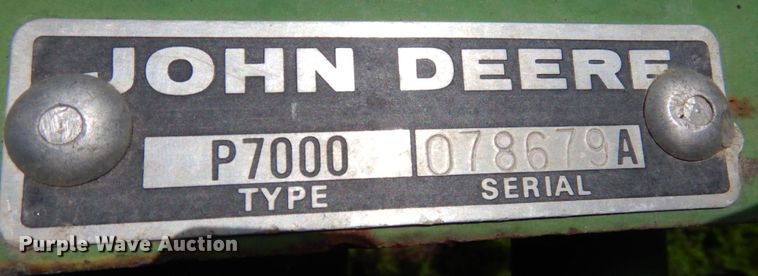 JOHN DEERE
P7000 078679A
TYPE SERIAL
Purple Wave Auction